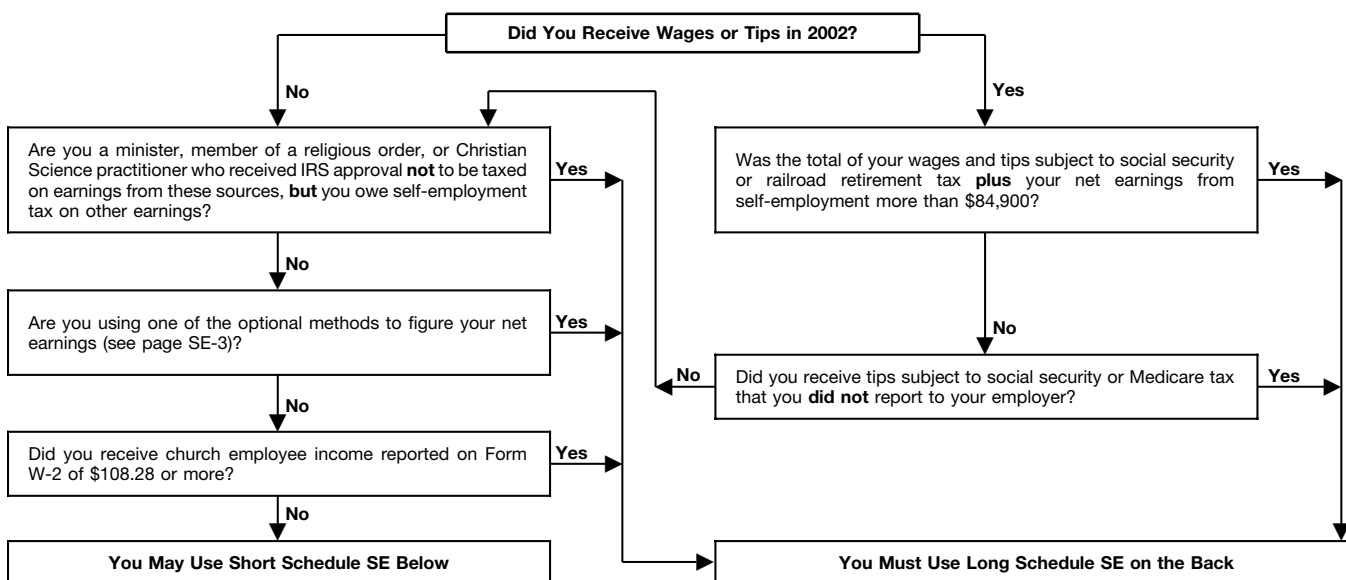 Did You Receive Wages or Tips in 2002?
No
Yes
Are you a minister, member of a religious order, or Christian
Science practitioner who received IRS approval not to be taxed
on earnings from these sources, but you owe self-employment
tax on other earnings?
Yes
Was the total of your wages and tips subject to social security
or railroad retirement tax plus your net earnings from
self-employment more than $84,900?
Yes
No
Are you using one of the optional methods to figure your net
earnings (see page SE-3)?
Yes
No
No
Did you receive tips subject to social security or Medicare tax
that you did not report to your employer?
Yes
No
Did you receive church employee income reported on Form
W-2 of $108.28 or more?
Yes
No
You May Use Short Schedule SE Below
You Must Use Long Schedule SE on the Back